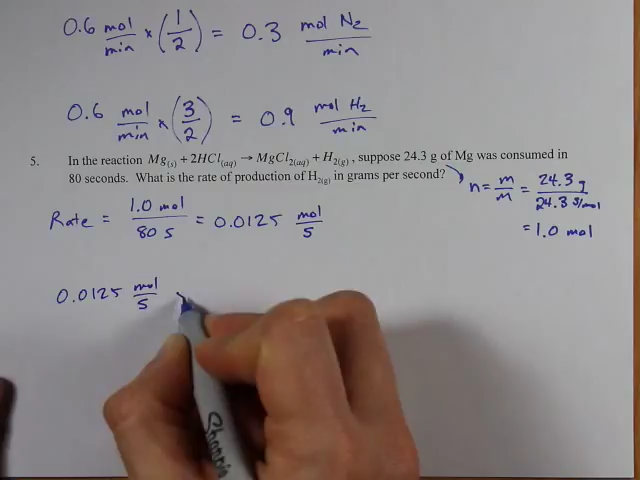 0.6 mol/min × (1/2) = 0.3 mol N2/min
0.6 mol/min × (3/2) = 0.9 mol H2/min
5. In the reaction Mg(s) + 2HCl(aq) → MgCl2(aq) + H2(g), suppose 24.3 g of Mg was consumed in
80 seconds. What is the rate of production of H2(g) in grams per second?
n = m/M = 24.3 g/24.3 g/mol
= 1.0 mol
Rate = 1.0 mol/80 s = 0.0125 mol/s
0.0125 mol/s
Sharpie